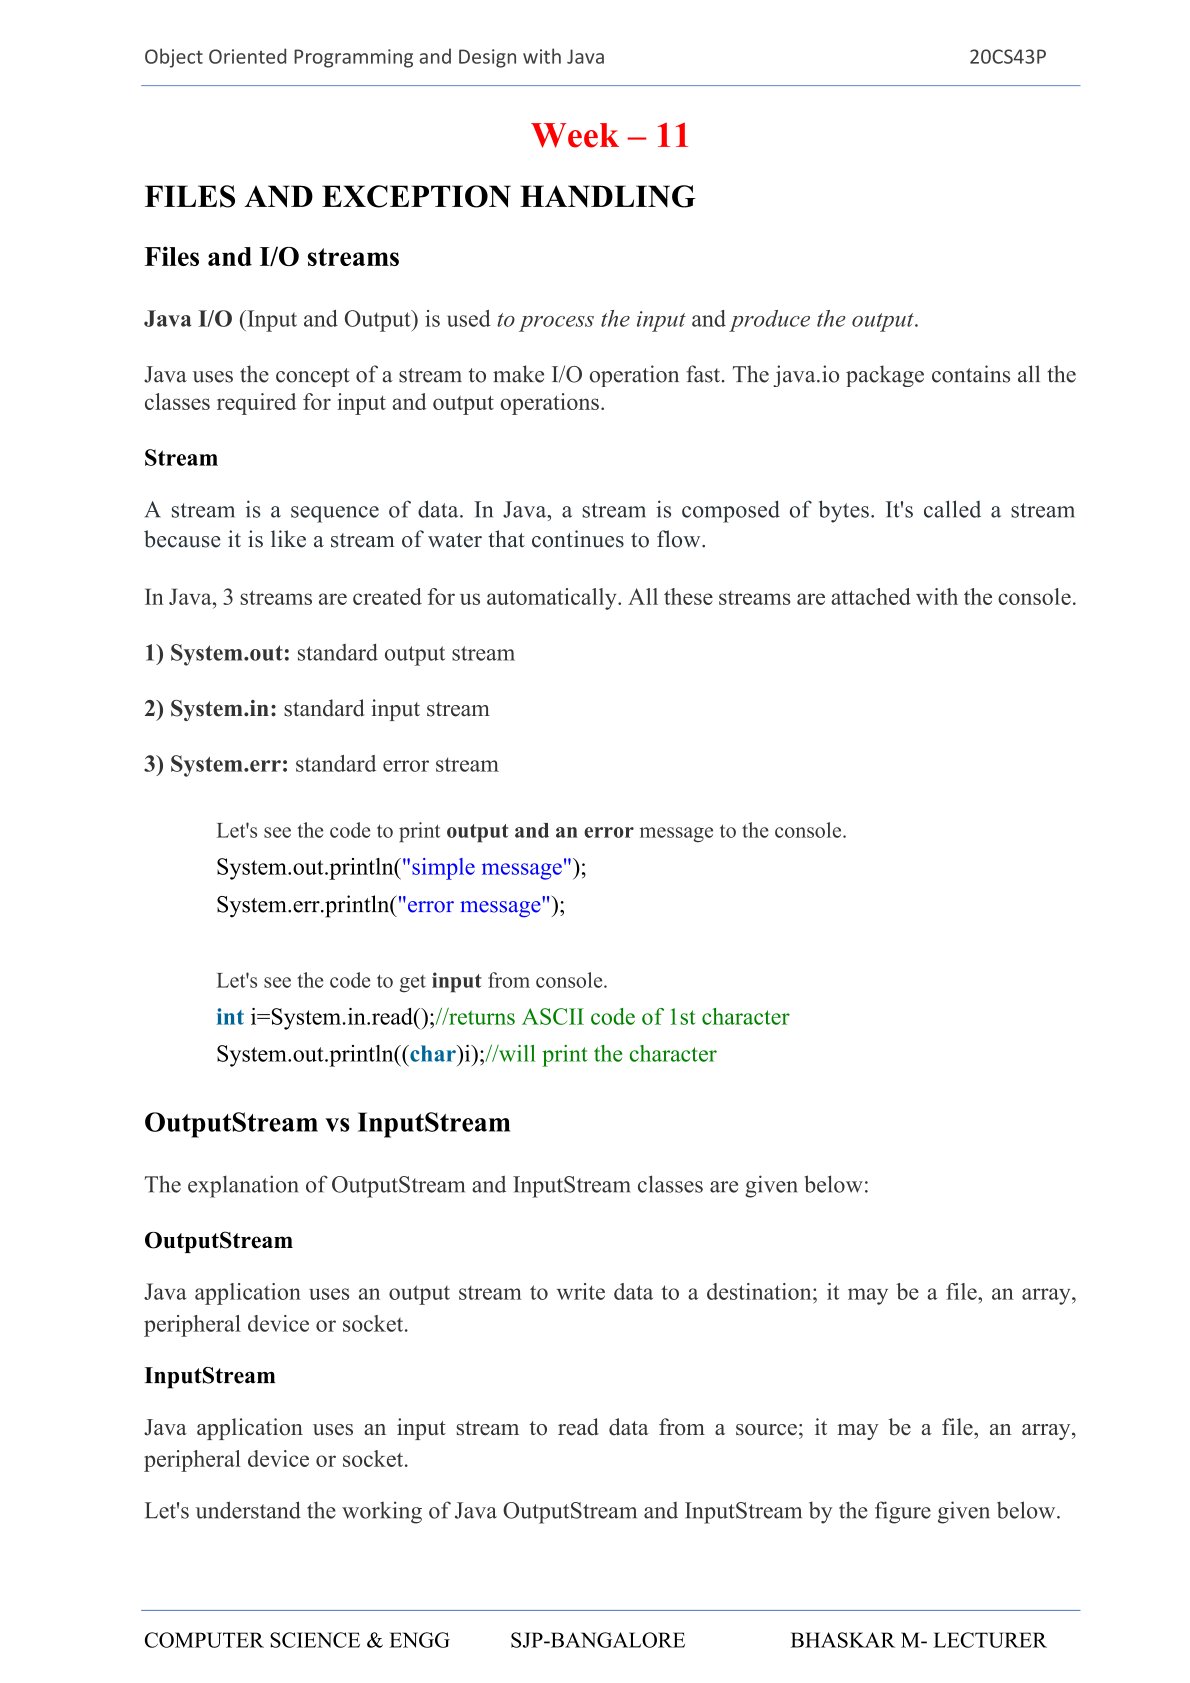 Object Oriented Programming and Design with Java 20CS43P
Week – 11
FILES AND EXCEPTION HANDLING
Files and I/O streams
Java I/O (Input and Output) is used to process the input and produce the output.
Java uses the concept of a stream to make I/O operation fast. The java.io package contains all the
classes required for input and output operations.
Stream
A stream is a sequence of data. In Java, a stream is composed of bytes. It's called a stream
because it is like a stream of water that continues to flow.
In Java, 3 streams are created for us automatically. All these streams are attached with the console.
1) System.out: standard output stream
2) System.in: standard input stream
3) System.err: standard error stream
Let's see the code to print output and an error message to the console.
System.out.println("simple message");
System.err.println("error message");
Let's see the code to get input from console.
int i=System.in.read();//returns ASCII code of 1st character
System.out.println((char)i);//will print the character
OutputStream vs InputStream
The explanation of OutputStream and InputStream classes are given below:
OutputStream
Java application uses an output stream to write data to a destination; it may be a file, an array,
peripheral device or socket.
InputStream
Java application uses an input stream to read data from a source; it may be a file, an array,
peripheral device or socket.
Let's understand the working of Java OutputStream and InputStream by the figure given below.
COMPUTER SCIENCE & ENGG SJP-BANGALORE BHASKAR M- LECTURER